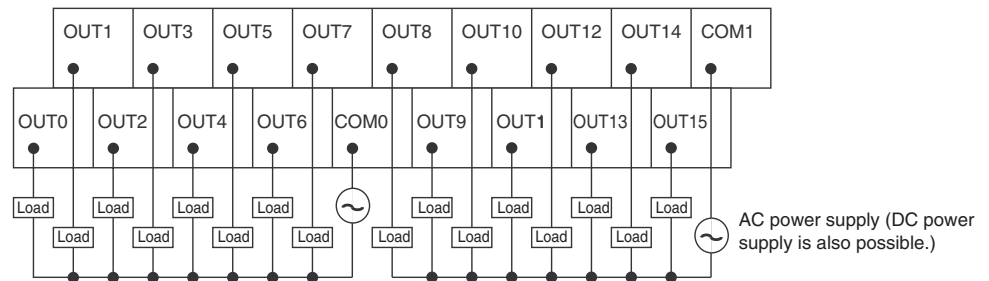 OUT1 OUT3 OUT5 OUT7 OUT8 OUT10 OUT12 OUT14 COM1
OUT0 OUT2 OUT4 OUT6 COM0 OUT9 OUT1 OUT13 OUT15
Load Load Load Load Load Load Load Load
Load Load Load Load Load Load Load Load
AC power supply (DC power
supply is also possible.)